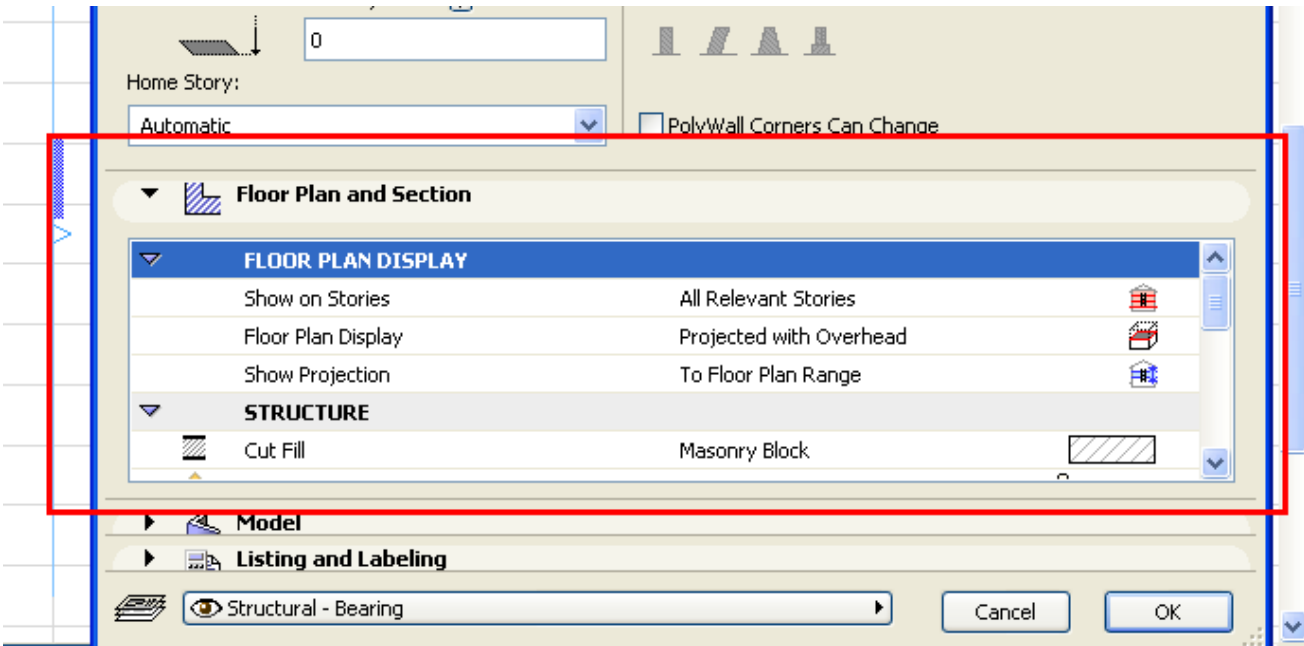 0
Home Story:
Automatic
PolyWall Corners Can Change
Floor Plan and Section
FLOOR PLAN DISPLAY
Show on Stories All Relevant Stories
Floor Plan Display Projected with Overhead
Show Projection To Floor Plan Range
STRUCTURE
Cut Fill Masonry Block
Model
Listing and Labeling
Structural - Bearing Cancel OK